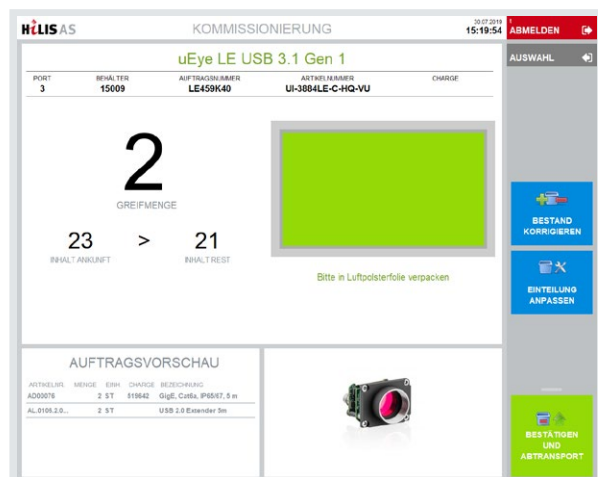 HiLIS AS
KOMMISSIONIERUNG
30.07.2019
15:19:54
1
ABMELDEN
AUSWAHL
uEye LE USB 3.1 Gen 1
PORT BEHÄLTER AUFTRAGSNUMMER ARTIKELNUMMER CHARGE
3 15009 LE459K40 UI-3884LE-C-HQ-VU
2
GREIFMENGE
23 > 21
INHALT ANKUNFT INHALT REST
Bitte in Luftpolsterfolie verpacken
BESTAND
KORRIGIEREN
EINTEILUNG
ANPASSEN
AUFTRAGSVORSCHAU
ARTIKELNR. MENGE EINH CHARGE BEZEICHNUNG
AD00076 2 ST 519642 GigE, Cat6a, IP65/67, 5 m
AL.0106.2.0... 2 ST USB 2.0 Extender 5m
BESTÄTIGEN
UND
ABTRANSPORT